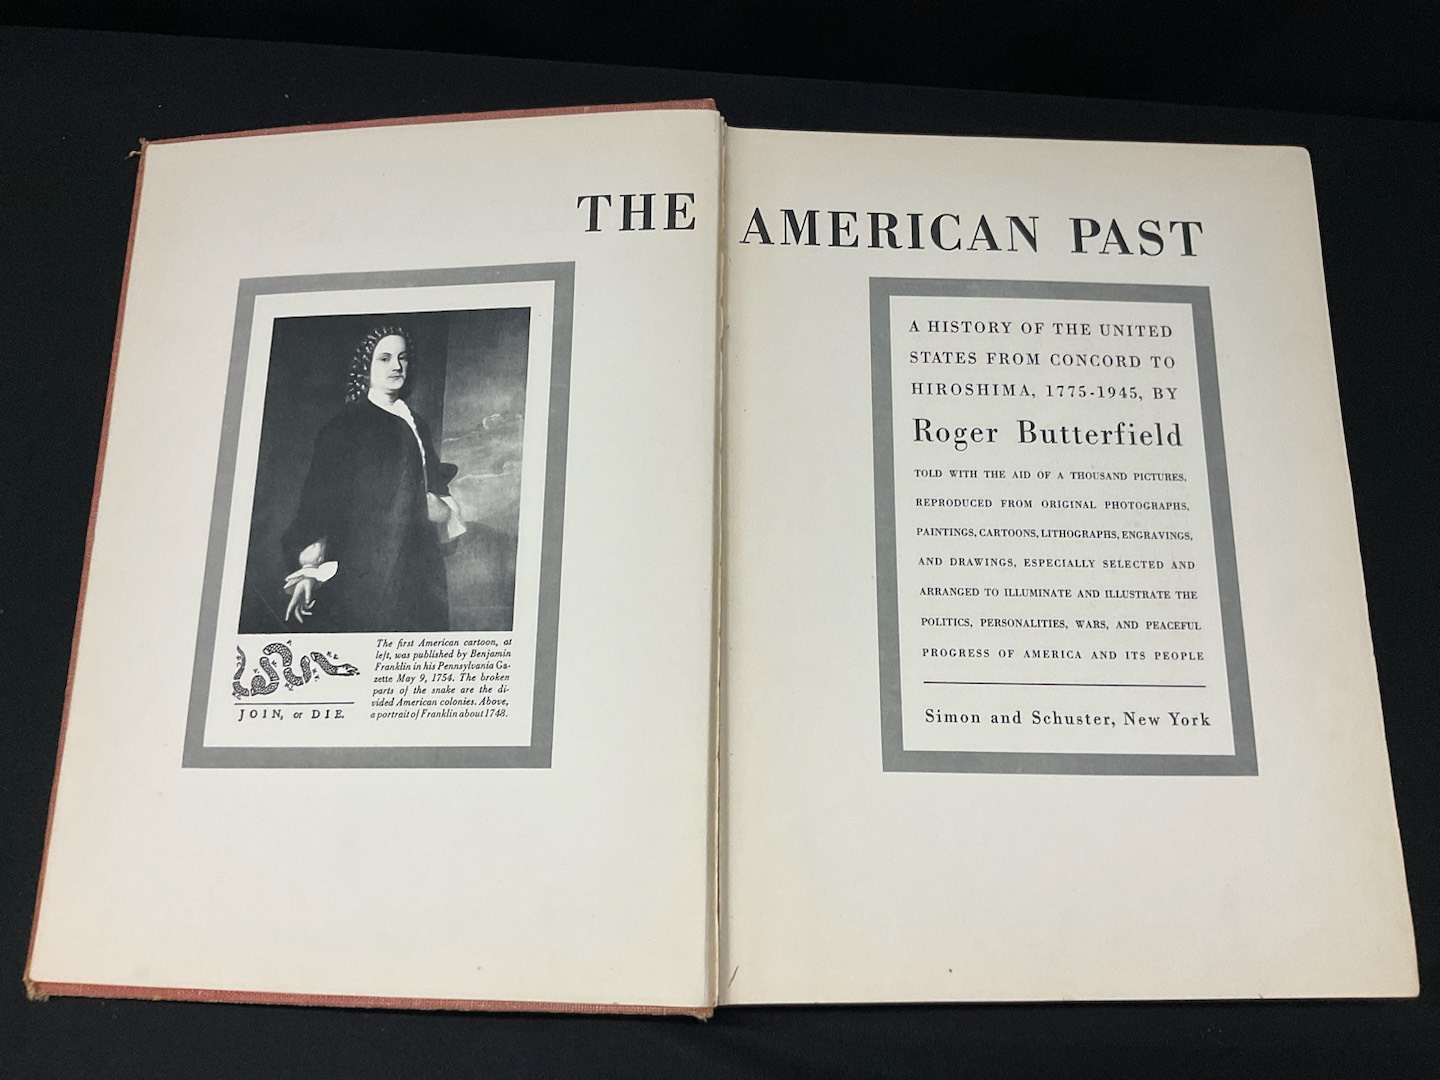 THE AMERICAN PAST
The first American cartoon, at
left, was published by Benjamin
Franklin in his Pennsylvania Ga-
zette May 9, 1754. The broken
parts of the snake are the di-
vided American colonies. Above,
a portrait of Franklin about 1748.
JOIN, or DIE.
A HISTORY OF THE UNITED
STATES FROM CONCORD TO
HIROSHIMA, 1775-1945, BY
Roger Butterfield
TOLD WITH THE AID OF A THOUSAND PICTURES,
REPRODUCED FROM ORIGINAL PHOTOGRAPHS,
PAINTINGS, CARTOONS, LITHOGRAPHS, ENGRAVINGS,
AND DRAWINGS, ESPECIALLY SELECTED AND
ARRANGED TO ILLUMINATE AND ILLUSTRATE THE
POLITICS, PERSONALITIES, WARS, AND PEACEFUL
PROGRESS OF AMERICA AND ITS PEOPLE
Simon and Schuster, New York